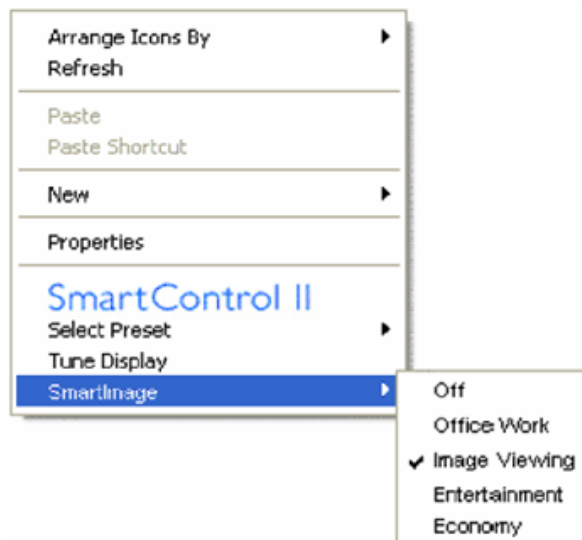 Arrange Icons By
Refresh
Paste
Paste Shortcut
New
Properties
SmartControl II
Select Preset
Tune Display
SmartImage
Off
Office Work
Image Viewing
Entertainment
Economy